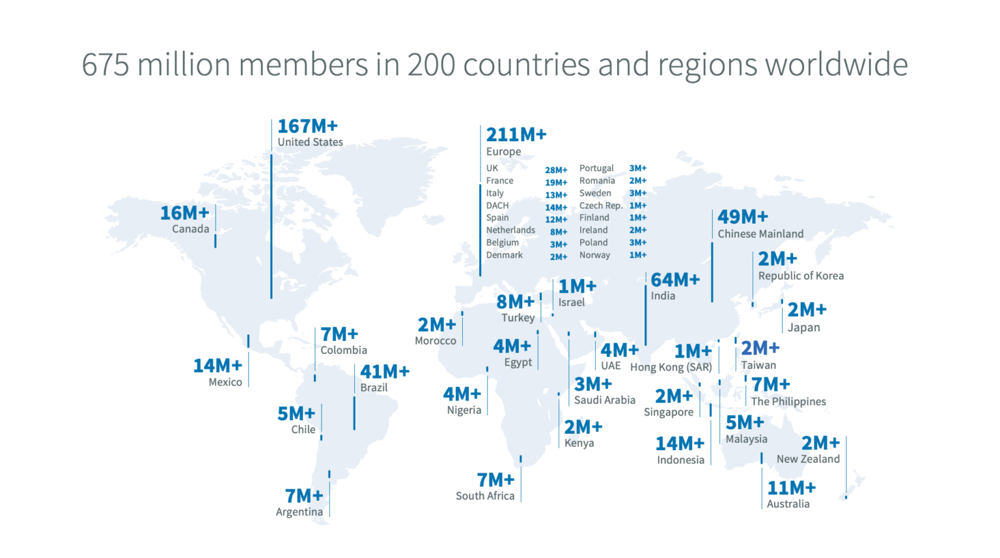 675 million members in 200 countries and regions worldwide
167M+
United States
211M+
Europe
UK 28M+ Portugal 3M+
France 19M+ Romania 2M+
Italy 13M+ Sweden 3M+
DACH 14M+ Czech Rep. 1M+
Spain 12M+ Finland 1M+
Netherlands 8M+ Ireland 2M+
Belgium 3M+ Poland 3M+
Denmark 2M+ Norway 1M+
16M+
Canada
49M+
Chinese Mainland
2M+
Republic of Korea
64M+
India
1M+
Israel
8M+
Turkey
2M+
Japan
2M+
Morocco
7M+
Colombia
4M+
Egypt
4M+
UAE
1M+
Hong Kong (SAR)
2M+
Taiwan
14M+
Mexico
41M+
Brazil
3M+
Saudi Arabia
7M+
The Philippines
4M+
Nigeria
2M+
Singapore
5M+
Chile
2M+
Kenya
5M+
Malaysia
14M+
Indonesia
2M+
New Zealand
7M+
South Africa
11M+
Australia
7M+
Argentina